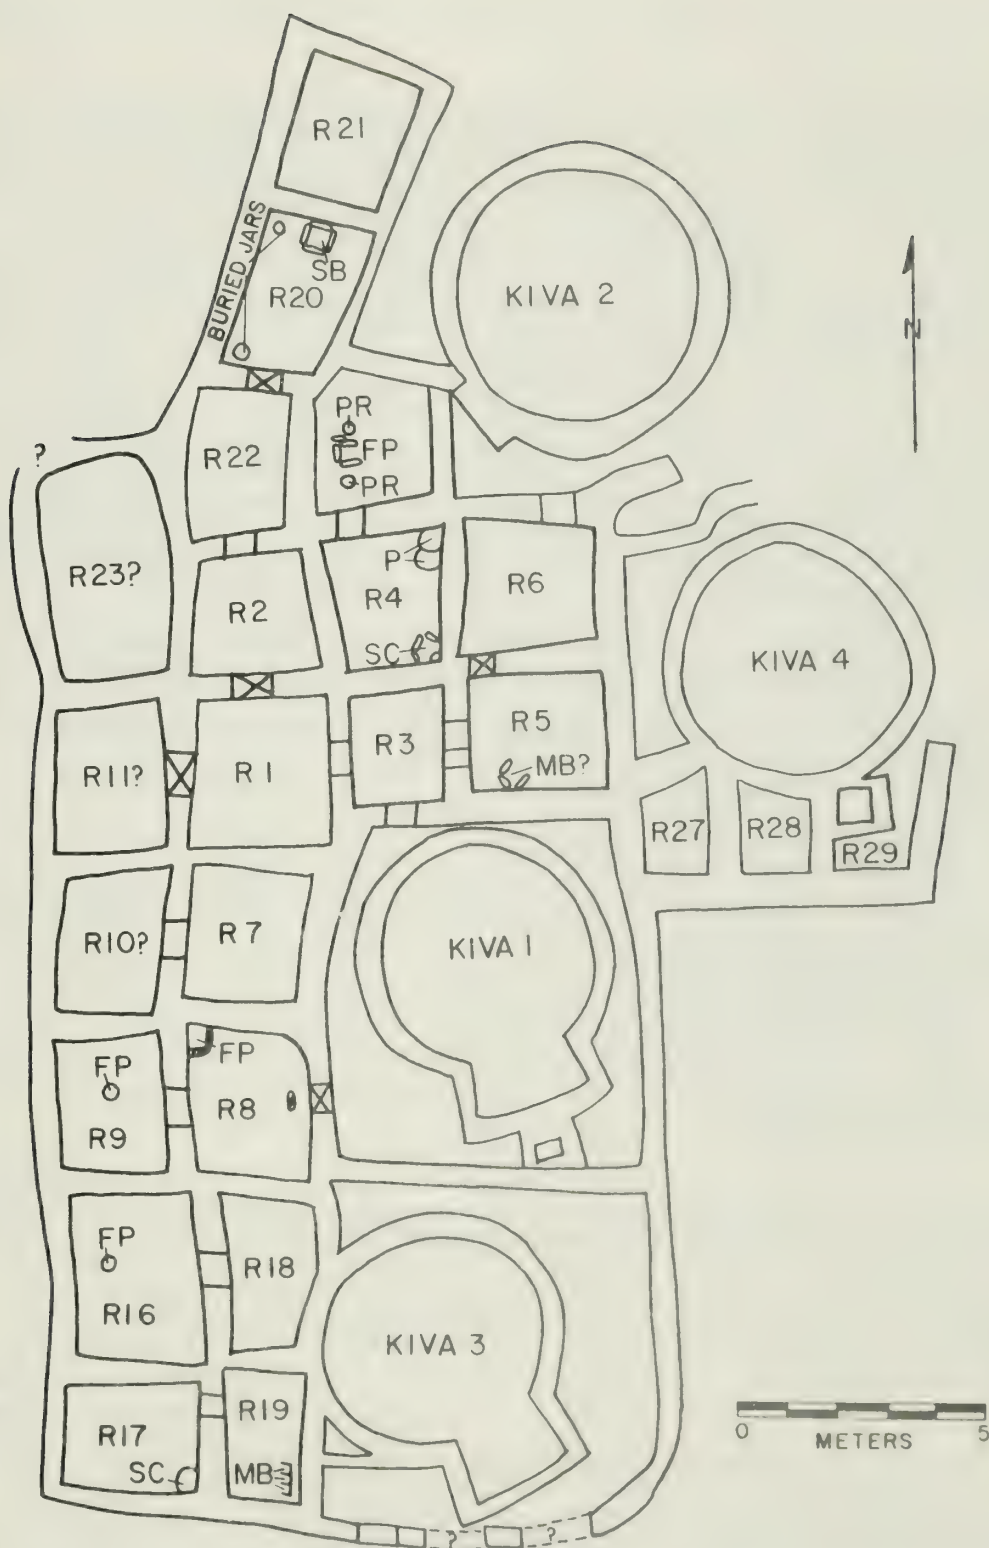 R21
BURIED JARS
SB
R20
KIVA 2
N
PR
FP
PR
R22
?
R23?
R2
P
R4
SC
R6
KIVA 4
R11?
R1
R3
R5
MB?
R27
R28
R29
R10?
R7
KIVA 1
FP
R9
FP
R8
FP
R16
R18
KIVA 3
R17
SC
R19
MB
0 5
METERS
? ?